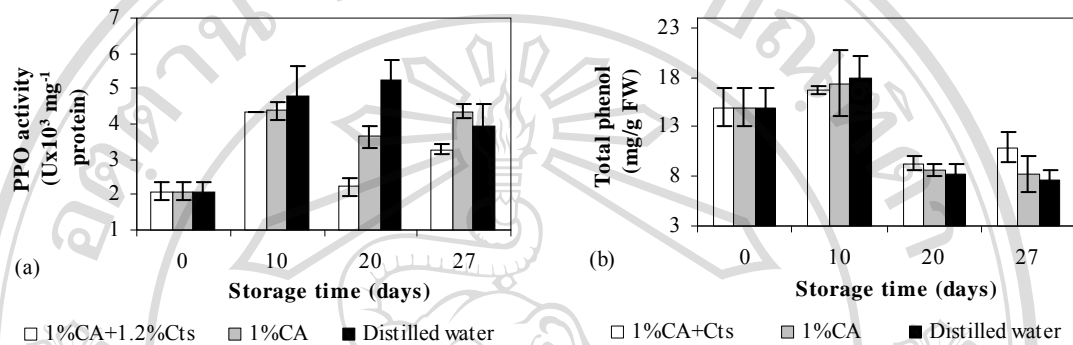 PPO activity
(Ux10³ mg⁻¹
protein)
7
6
5
4
3
2
1
0 10 20 27
(a)
Storage time (days)
1%CA+1.2%Cts 1%CA Distilled water
Total phenol
(mg/g FW)
23
18
13
8
3
0 10 20 27
(b)
Storage time (days)
1%CA+Cts 1%CA Distilled water